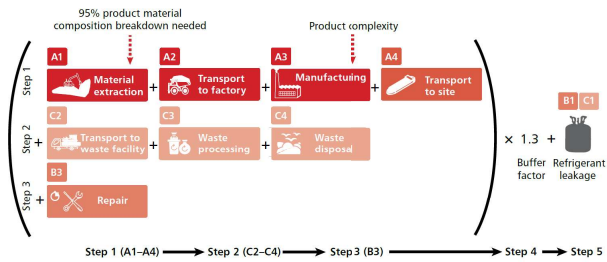 95% product material
composition breakdown needed
Product complexity
A1
A2
A3
A4
Step 1
Material
extraction
+
Transport
to factory
+
Manufactuing
+
Transport
to site
C2
C3
C4
Step 2
+
Transport to
waste facility
+
Waste
processing
+
Waste
disposal
B3
Step 3
+
Repair
× 1.3 +
Buffer
factor
B1 C1
Refrigerant
leakage
Step 1 (A1–A4)
Step 2 (C2–C4)
Step 3 (B3)
Step 4
Step 5